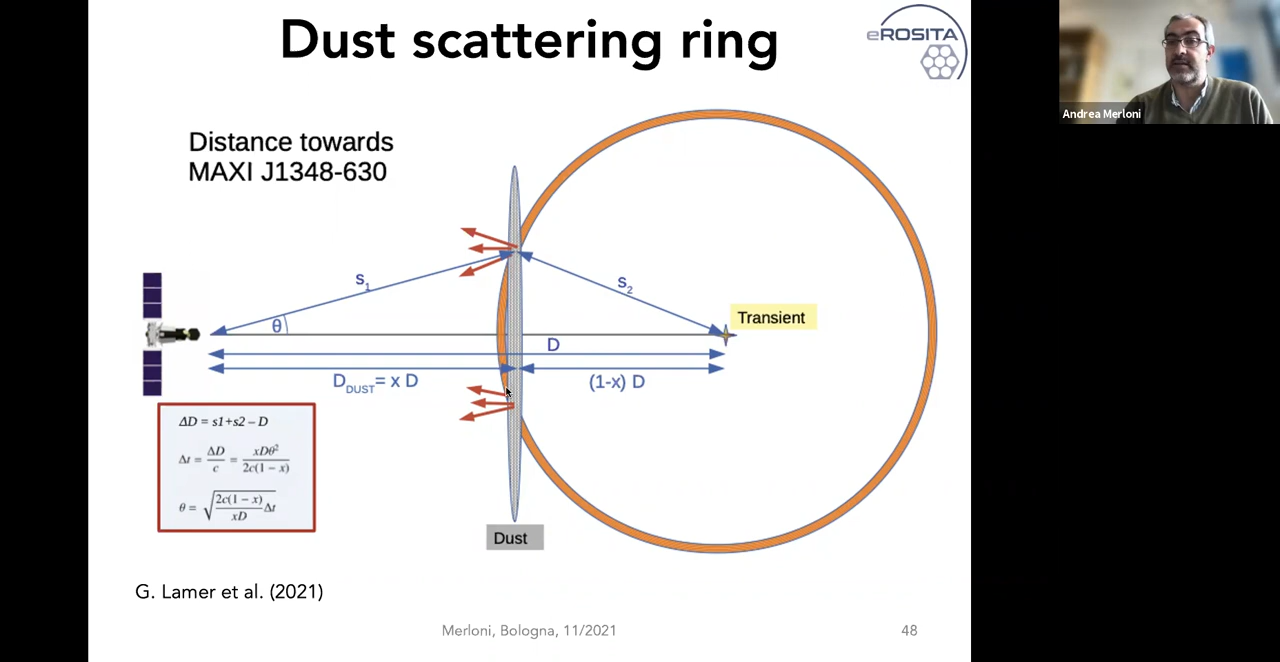 Dust scattering ring
eROSITA
Andrea Merloni
Distance towards
MAXI J1348-630
s1
s2
θ
Transient
D
DDUST= x D
(1-x) D
ΔD = s1+s2 – D
Δt = ΔD/c = xDθ²/2c(1 − x)
θ = √(2c(1 − x)/xD Δt)
Dust
G. Lamer et al. (2021)
Merloni, Bologna, 11/2021
48